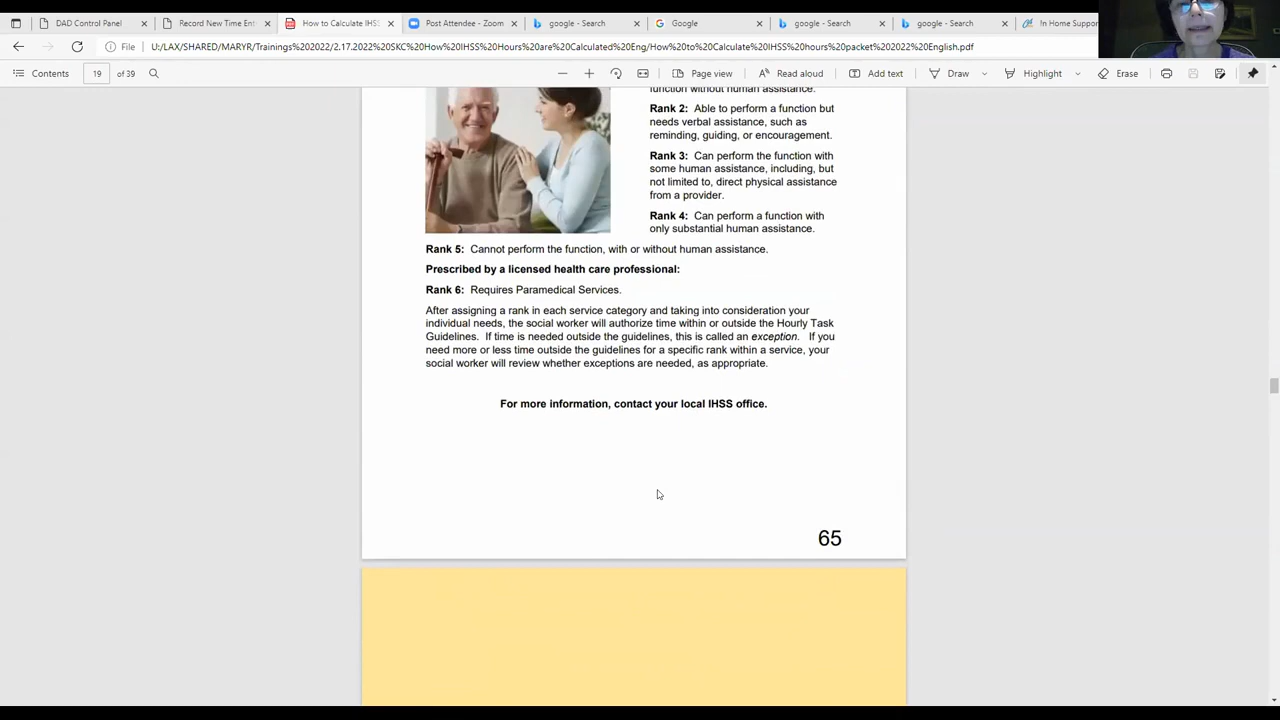 DAD Control Panel
Record New Time Ent
How to Calculate IHSS
Post Attendee - Zoom
google - Search
Google
google - Search
google - Search
In Home Suppor
File
U:/LAX/SHARED/MARYR/Trainings%202022/2.17.2022%20SKC%20How%20IHSS%20Hours%20are%20Calculated%20Eng/How%20to%20Calculate%20IHSS%20hours%20packet%202022%20English.pdf
Contents
19
of 39
Page view
Read aloud
Add text
Draw
Highlight
Erase
function without human assistance.
Rank 2: Able to perform a function but
needs verbal assistance, such as
reminding, guiding, or encouragement.
Rank 3: Can perform the function with
some human assistance, including, but
not limited to, direct physical assistance
from a provider.
Rank 4: Can perform a function with
only substantial human assistance.
Rank 5: Cannot perform the function, with or without human assistance.
Prescribed by a licensed health care professional:
Rank 6: Requires Paramedical Services.
After assigning a rank in each service category and taking into consideration your
individual needs, the social worker will authorize time within or outside the Hourly Task
Guidelines. If time is needed outside the guidelines, this is called an exception. If you
need more or less time outside the guidelines for a specific rank within a service, your
social worker will review whether exceptions are needed, as appropriate.
For more information, contact your local IHSS office.
65